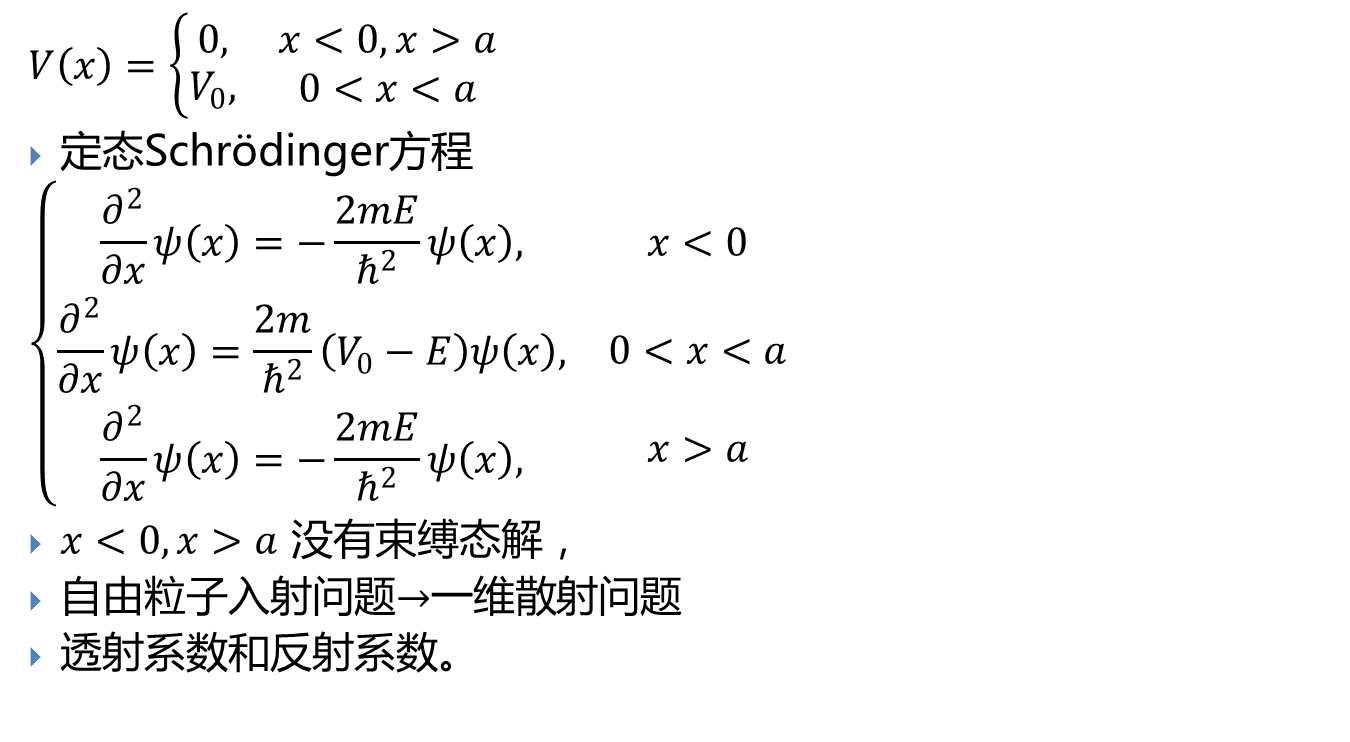 V(x) = { 0, x < 0, x > a
V₀, 0 < x < a
定态Schrödinger方程
∂²/∂x ψ(x) = − 2mE/ħ² ψ(x), x < 0
∂²/∂x ψ(x) = 2m/ħ² (V₀ − E)ψ(x), 0 < x < a
∂²/∂x ψ(x) = − 2mE/ħ² ψ(x), x > a
x < 0, x > a 没有束缚态解，
自由粒子入射问题→一维散射问题
透射系数和反射系数。